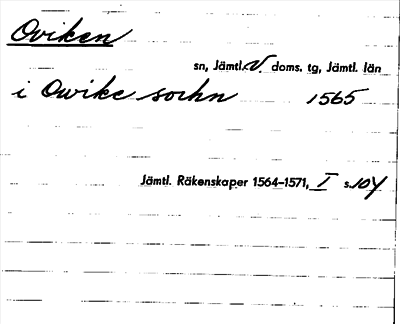 Oviken
sn, Jämtl. V. doms. tg, Jämtl. län
i Owike sochn 1565
Jämtl. Räkenskaper 1564–1571, I s. 104